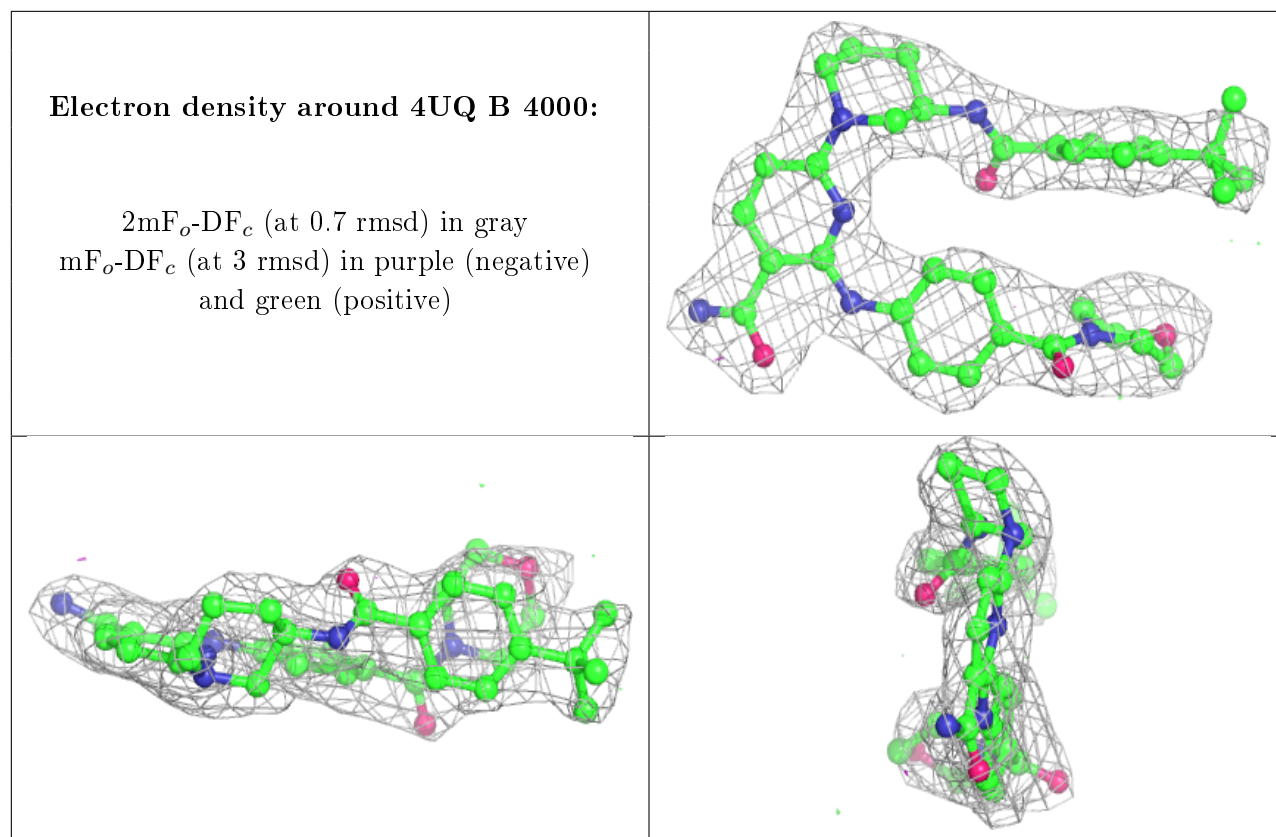 Electron density around 4UQ B 4000:
2mFo-DFc (at 0.7 rmsd) in gray
mFo-DFc (at 3 rmsd) in purple (negative)
and green (positive)